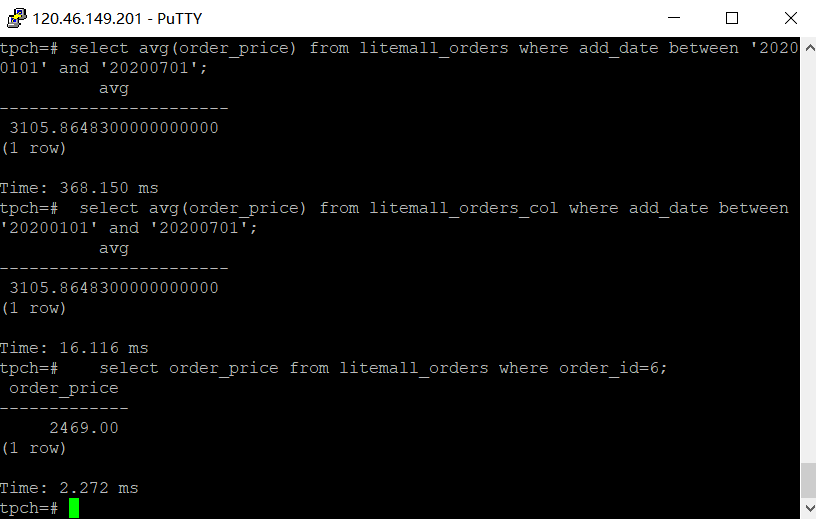 120.46.149.201 - PuTTY
tpch=# select avg(order_price) from litemall_orders where add_date between '2020
0101' and '20200701';
avg
-----------------------
3105.8648300000000000
(1 row)
Time: 368.150 ms
tpch=#  select avg(order_price) from litemall_orders_col where add_date between
'20200101' and '20200701';
avg
-----------------------
3105.8648300000000000
(1 row)
Time: 16.116 ms
tpch=#    select order_price from litemall_orders where order_id=6;
order_price
-------------
2469.00
(1 row)
Time: 2.272 ms
tpch=#